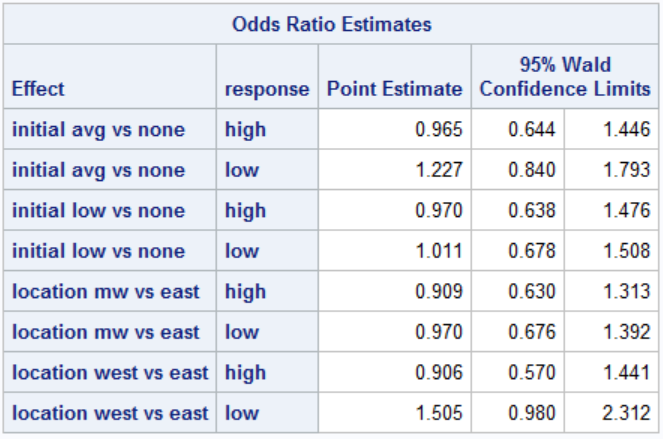 Odds Ratio Estimates
Effect response Point Estimate 95% Wald Confidence Limits
initial avg vs none high 0.965 0.644 1.446
initial avg vs none low 1.227 0.840 1.793
initial low vs none high 0.970 0.638 1.476
initial low vs none low 1.011 0.678 1.508
location mw vs east high 0.909 0.630 1.313
location mw vs east low 0.970 0.676 1.392
location west vs east high 0.906 0.570 1.441
location west vs east low 1.505 0.980 2.312